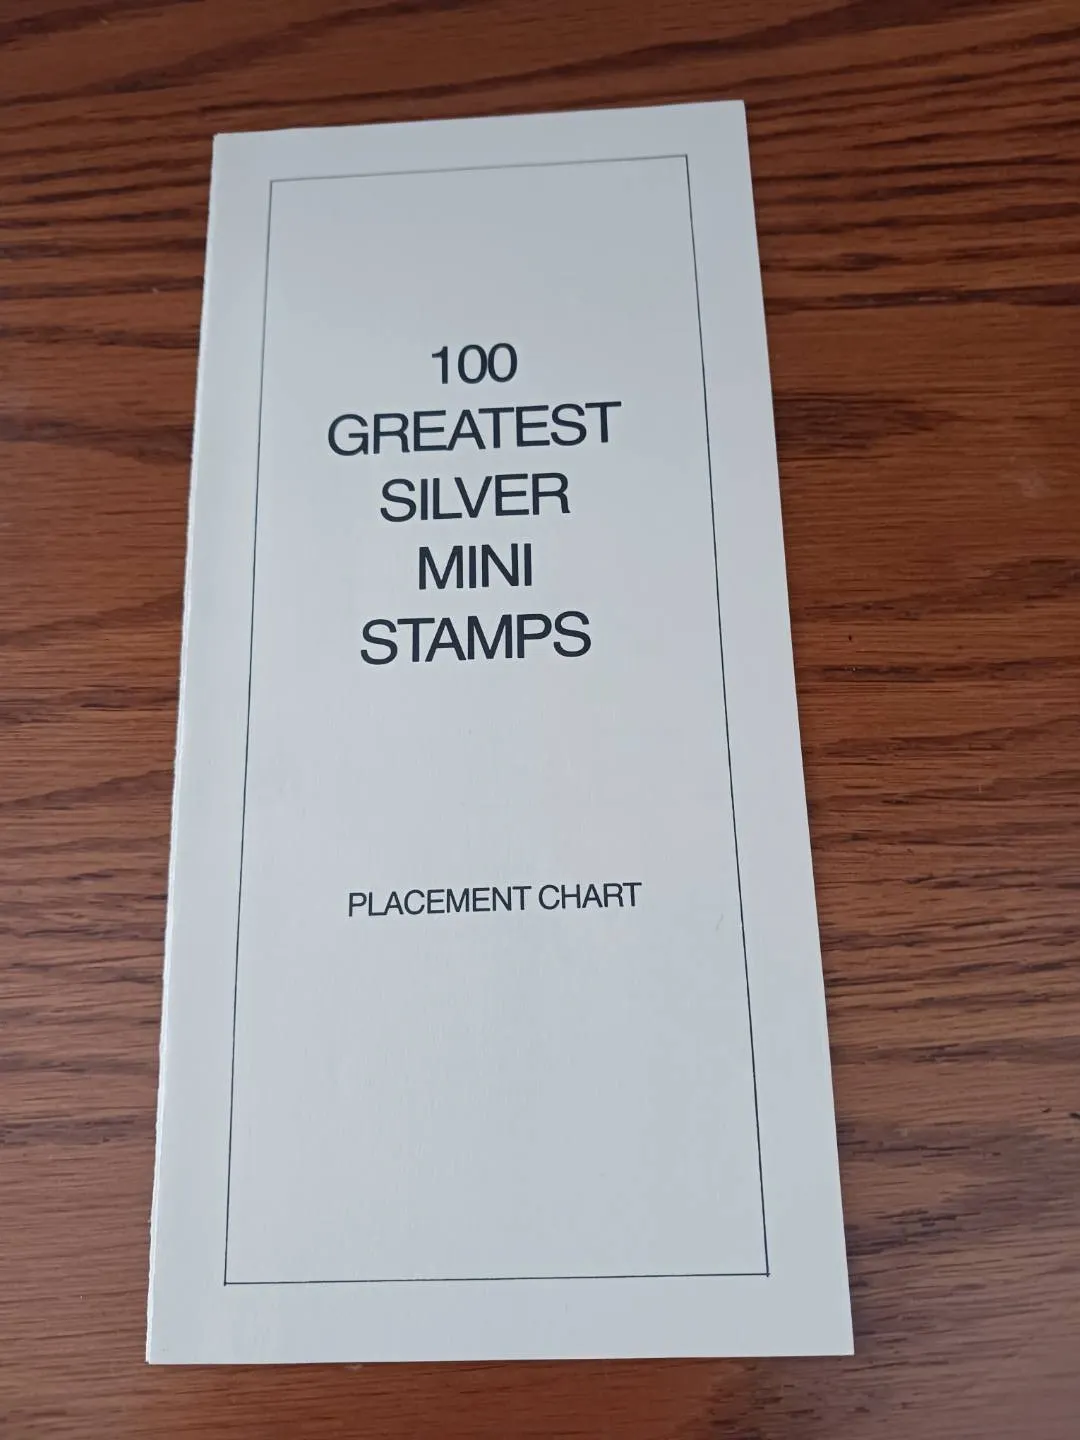 100
GREATEST
SILVER
MINI
STAMPS
PLACEMENT CHART